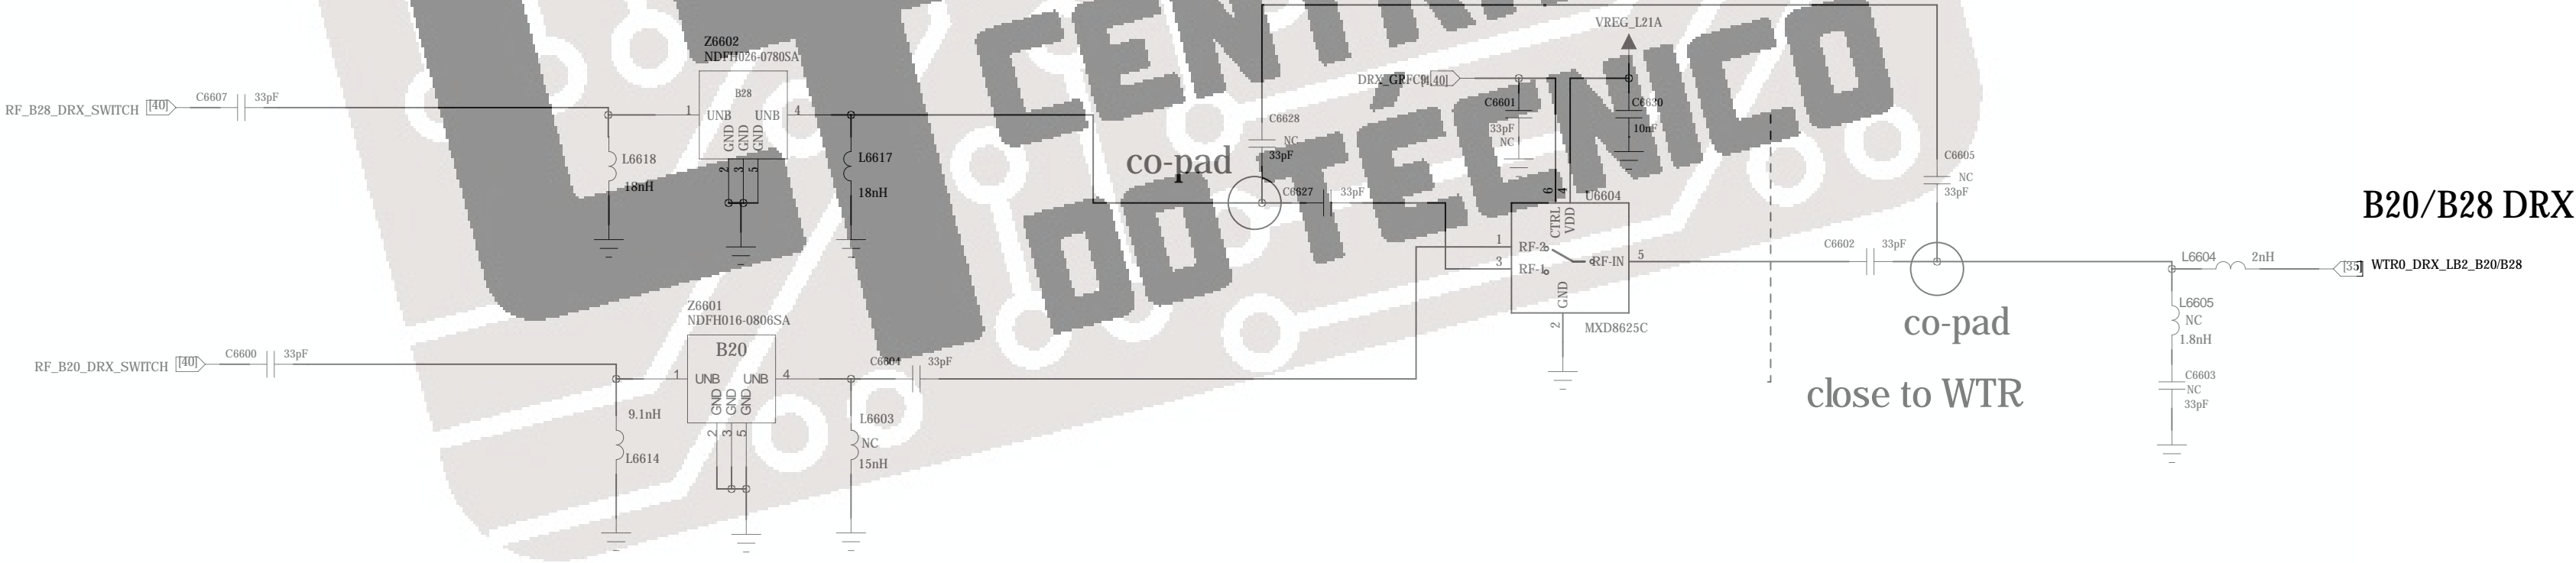 VREG_L21A
Z6602
NDFH026-0780SA
B28
1 UNB UNB 4
GND GND GND
2 3 5
RF_B28_DRX_SWITCH [40]
C6607 33pF
L6618
18nH
L6617
18nH
co-pad
C6628
NC
33pF
C6627 33pF
[40]
C6601
33pF
NC
C6630
10nF
6 4
CTRL VDD
U6604
1 RF-2
3 RF-1
RF-IN 5
GND
2
MXD8625C
C6605
NC
33pF
B20/B28 DRX
C6602 33pF
L6604 2nH
[35] WTR0_DRX_LB2_B20/B28
co-pad
L6605
NC
1.8nH
close to WTR
C6603
NC
33pF
Z6601
NDFH016-0806SA
B20
1 UNB UNB 4
GND GND GND
2 3 5
RF_B20_DRX_SWITCH [40]
C6600 33pF
9.1nH
L6614
C6604 33pF
L6603
NC
15nH
CENTR
DO TÉCNICO